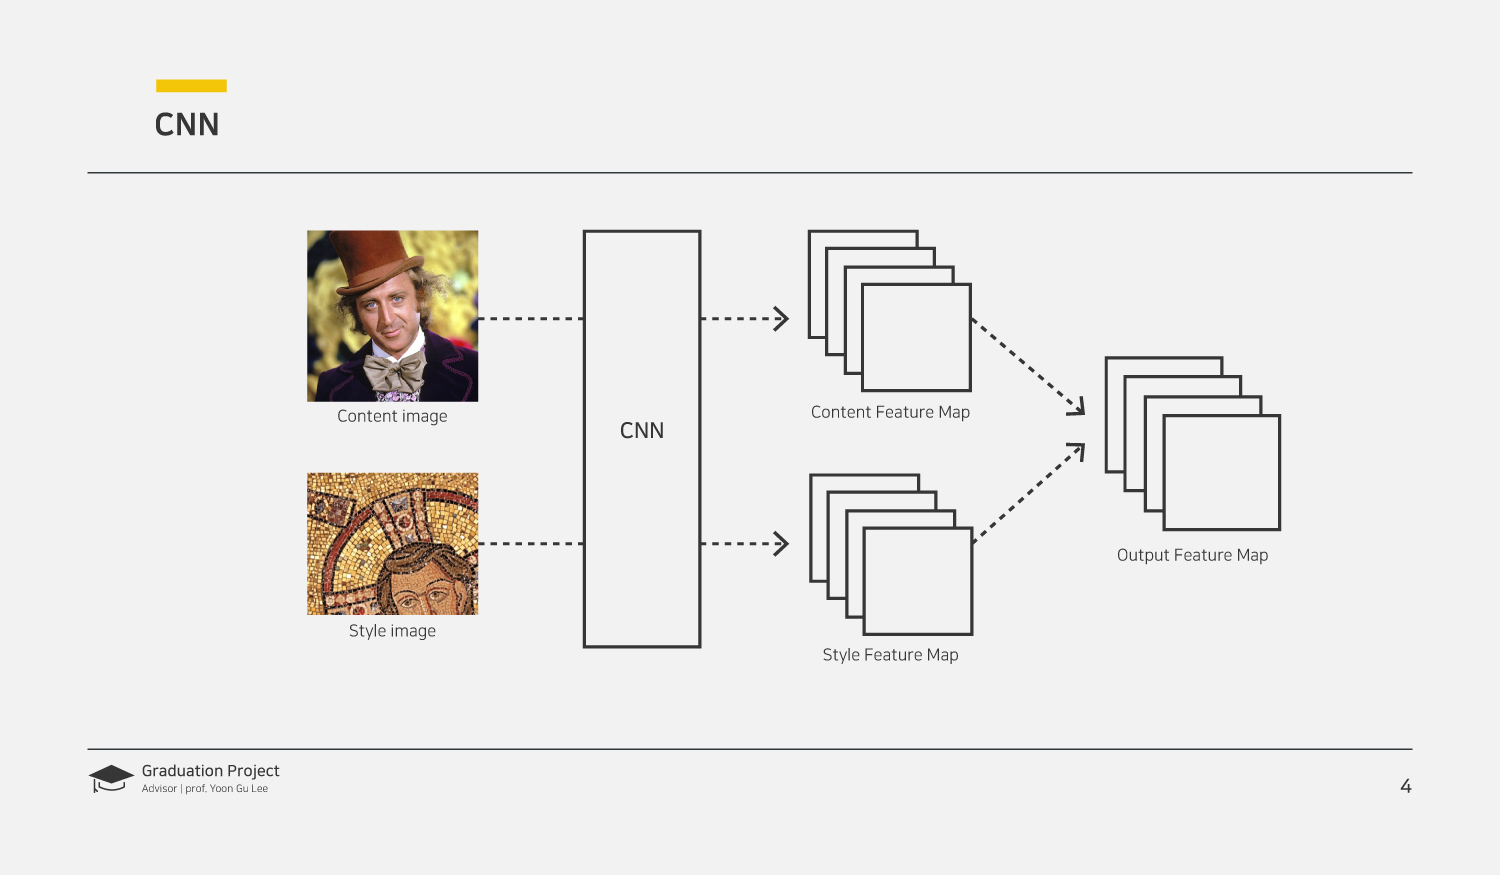 CNN
Content image
CNN
Content Feature Map
Style image
Style Feature Map
Output Feature Map
Graduation Project
Advisor | prof. Yoon Gu Lee
4